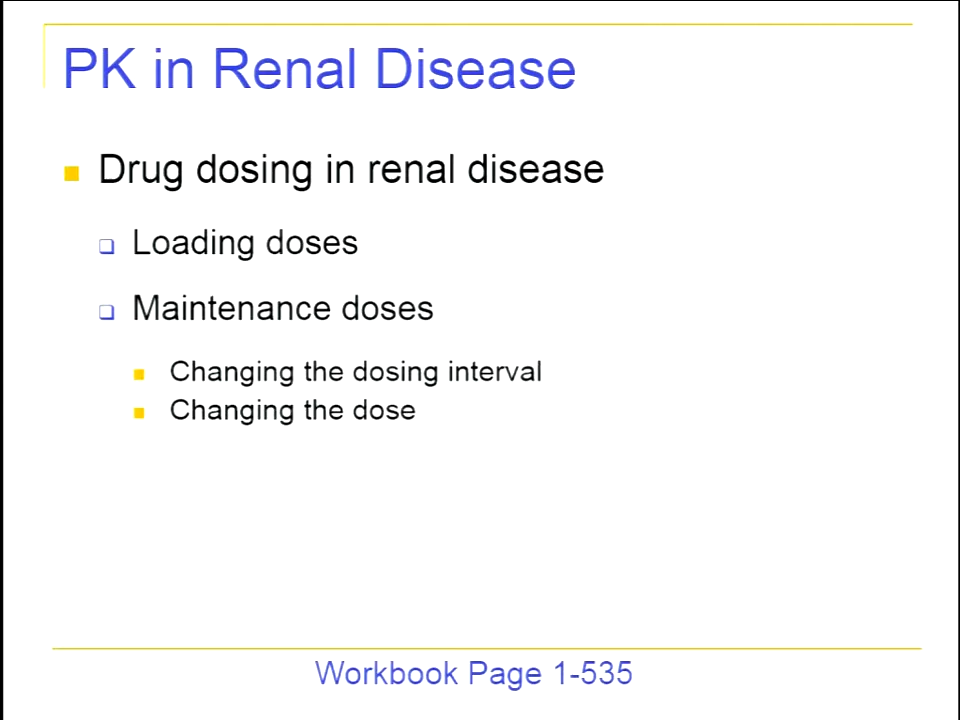 PK in Renal Disease
Drug dosing in renal disease
Loading doses
Maintenance doses
Changing the dosing interval
Changing the dose
Workbook Page 1-535